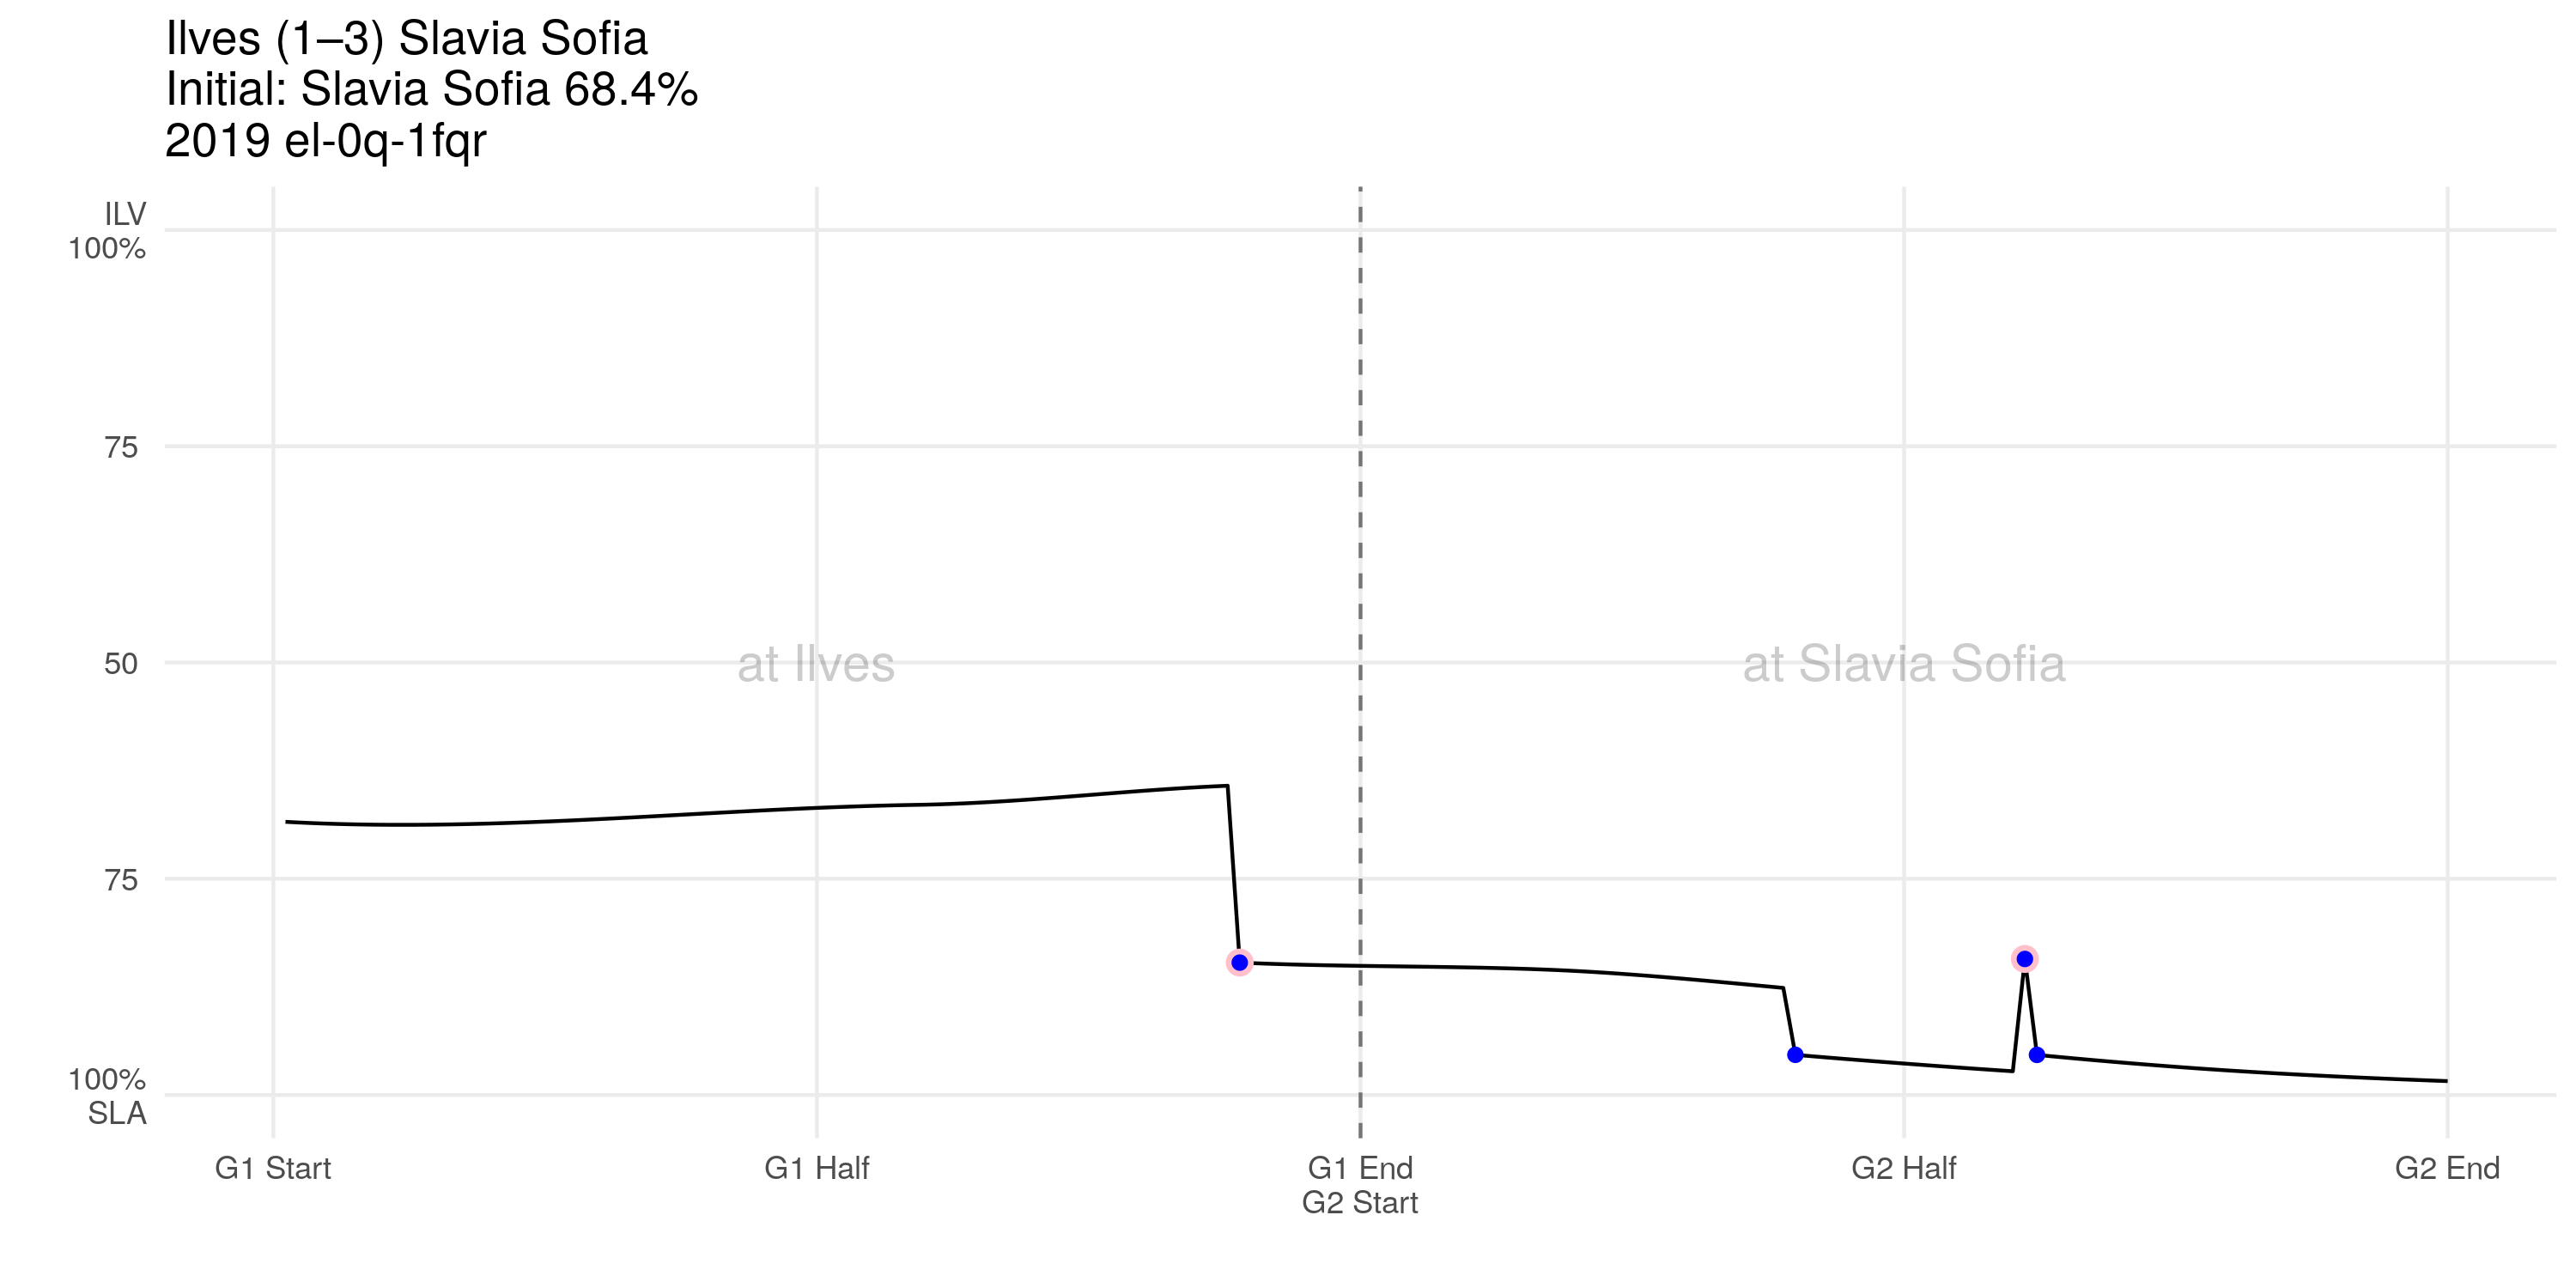 Ilves (1–3) Slavia Sofia
Initial: Slavia Sofia 68.4%
2019 el-0q-1fqr
ILV
100%
75
50
75
100%
SLA
at Ilves
at Slavia Sofia
G1 Start
G1 Half
G1 End
G2 Start
G2 Half
G2 End